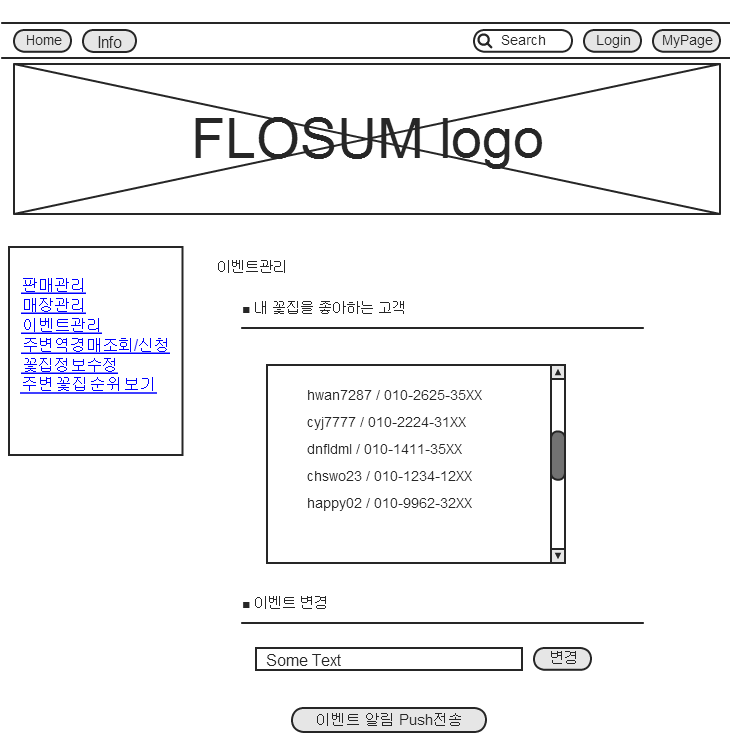 Home Info Search Login MyPage
FLOSUM logo
판매관리
매장관리
이벤트관리
주변역경매조회/신청
꽃집정보수정
주변꽃집순위보기
이벤트관리
■ 내 꽃집을 좋아하는 고객
hwan7287 / 010-2625-35XX
cyj7777 / 010-2224-31XX
dnfldml / 010-1411-35XX
chswo23 / 010-1234-12XX
happy02 / 010-9962-32XX
■ 이벤트 변경
Some Text 변경
이벤트 알림 Push전송